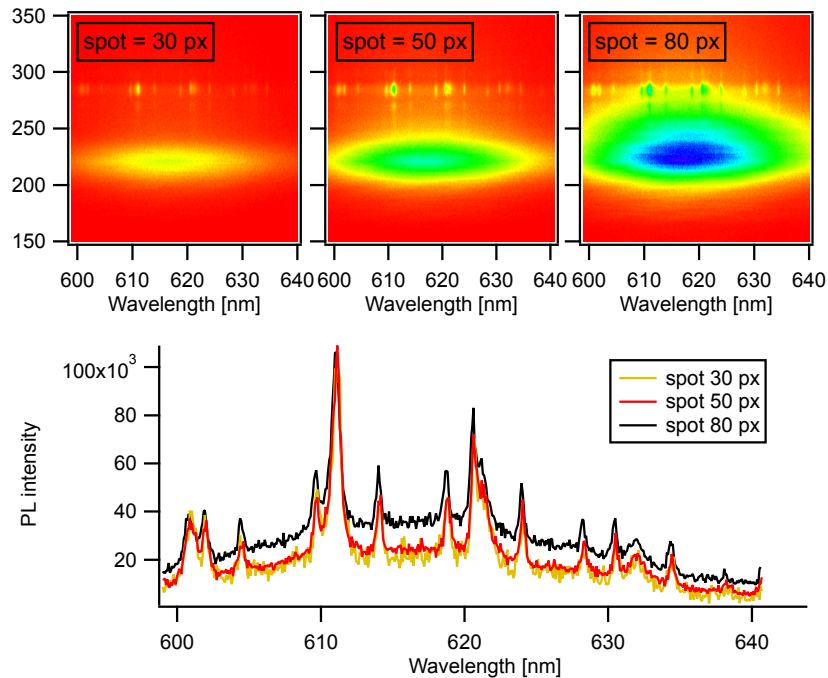 350
300
250
200
150
spot = 30 px
spot = 50 px
spot = 80 px
600 610 620 630 640
600 610 620 630 640
600 610 620 630 640
Wavelength [nm]
Wavelength [nm]
Wavelength [nm]
PL intensity
100x10³
80
60
40
20
spot 30 px
spot 50 px
spot 80 px
600 610 620 630 640
Wavelength [nm]